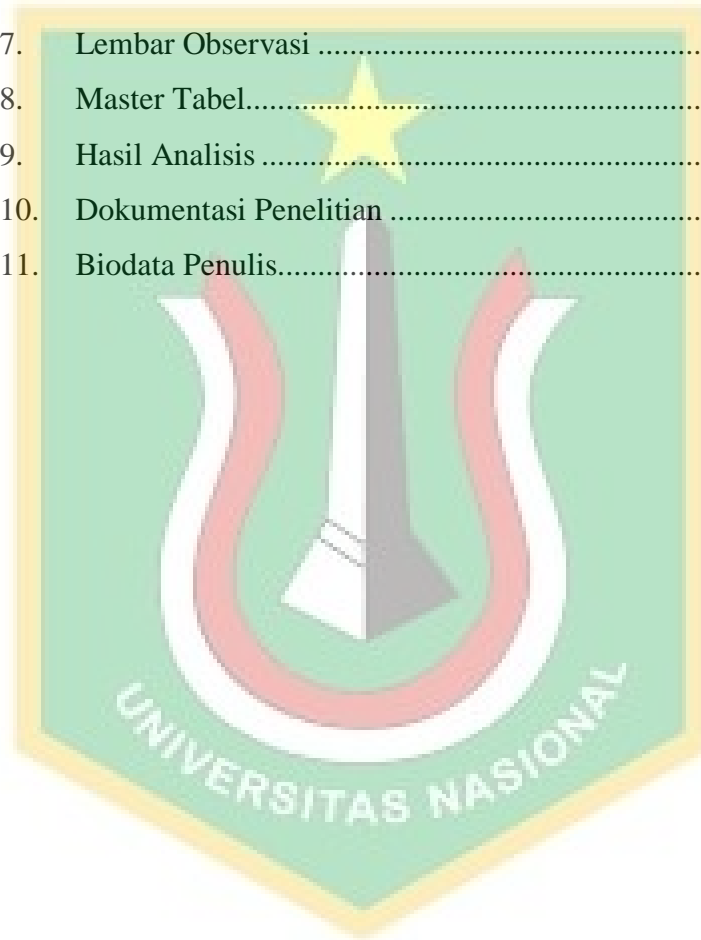 7. Lembar Observasi ................................................
8. Master Tabel.........................................................
9. Hasil Analisis .......................................................
10. Dokumentasi Penelitian .......................................
11. Biodata Penulis.....................................................
UNIVERSITAS NASIONAL